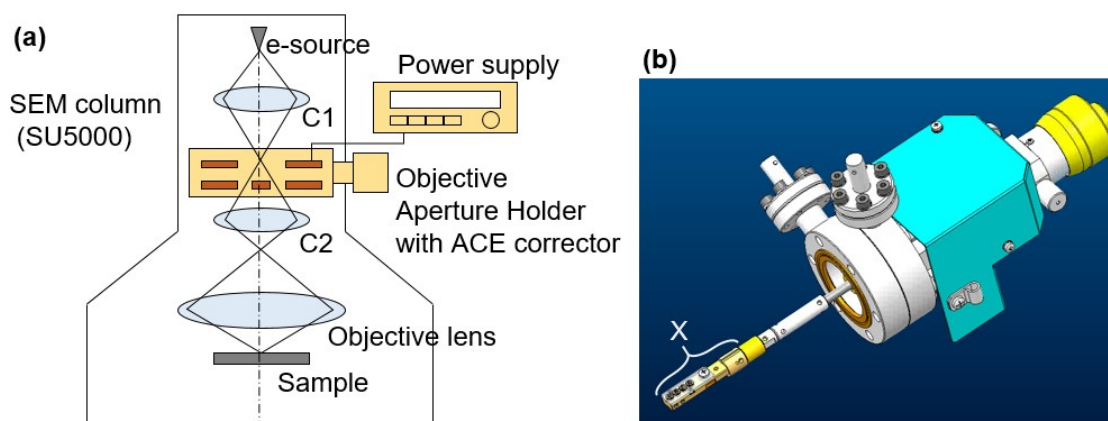 (a)
e-source
Power supply
SEM column
(SU5000)
C1
Objective
Aperture Holder
with ACE corrector
C2
Objective lens
Sample
(b)
X